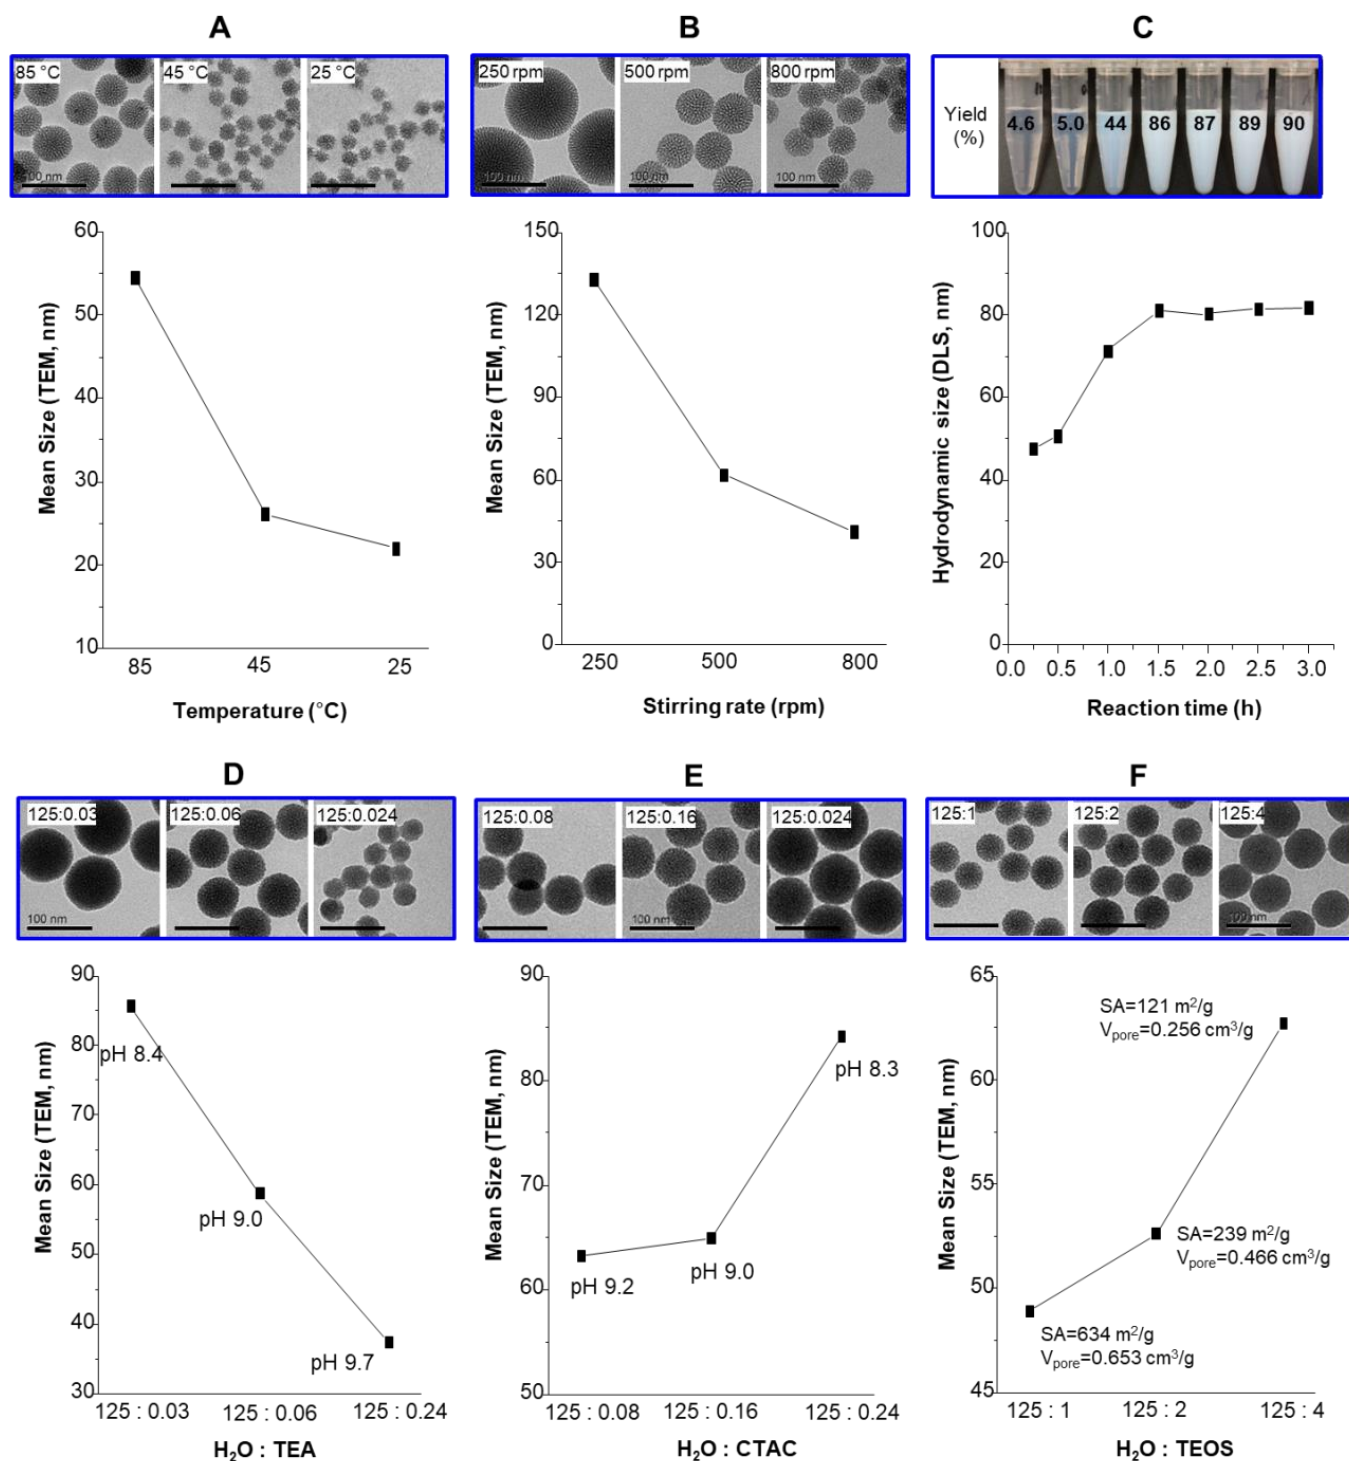 A
85 °C
45 °C
25 °C
100 nm
60
50
40
30
20
10
Mean Size (TEM, nm)
85
45
25
Temperature (°C)
B
250 rpm
500 rpm
800 rpm
100 nm
100 nm
100 nm
150
120
90
60
30
0
Mean Size (TEM, nm)
250
500
800
Stirring rate (rpm)
C
Yield
(%)
4.6
5.0
44
86
87
89
90
100
80
60
40
20
0
Hydrodynamic size (DLS, nm)
0.0
0.5
1.0
1.5
2.0
2.5
3.0
Reaction time (h)
D
125:0.03
125:0.06
125:0.024
100 nm
90
80
70
60
50
40
30
Mean Size (TEM, nm)
pH 8.4
pH 9.0
pH 9.7
125 : 0.03
125 : 0.06
125 : 0.24
H₂O : TEA
E
125:0.08
125:0.16
125:0.024
100 nm
90
80
70
60
50
Mean Size (TEM, nm)
pH 9.2
pH 9.0
pH 8.3
125 : 0.08
125 : 0.16
125 : 0.24
H₂O : CTAC
F
125:1
125:2
125:4
100 nm
65
60
55
50
45
Mean Size (TEM, nm)
SA=121 m²/g
Vpore=0.256 cm³/g
SA=239 m²/g
Vpore=0.466 cm³/g
SA=634 m²/g
Vpore=0.653 cm³/g
125 : 1
125 : 2
125 : 4
H₂O : TEOS